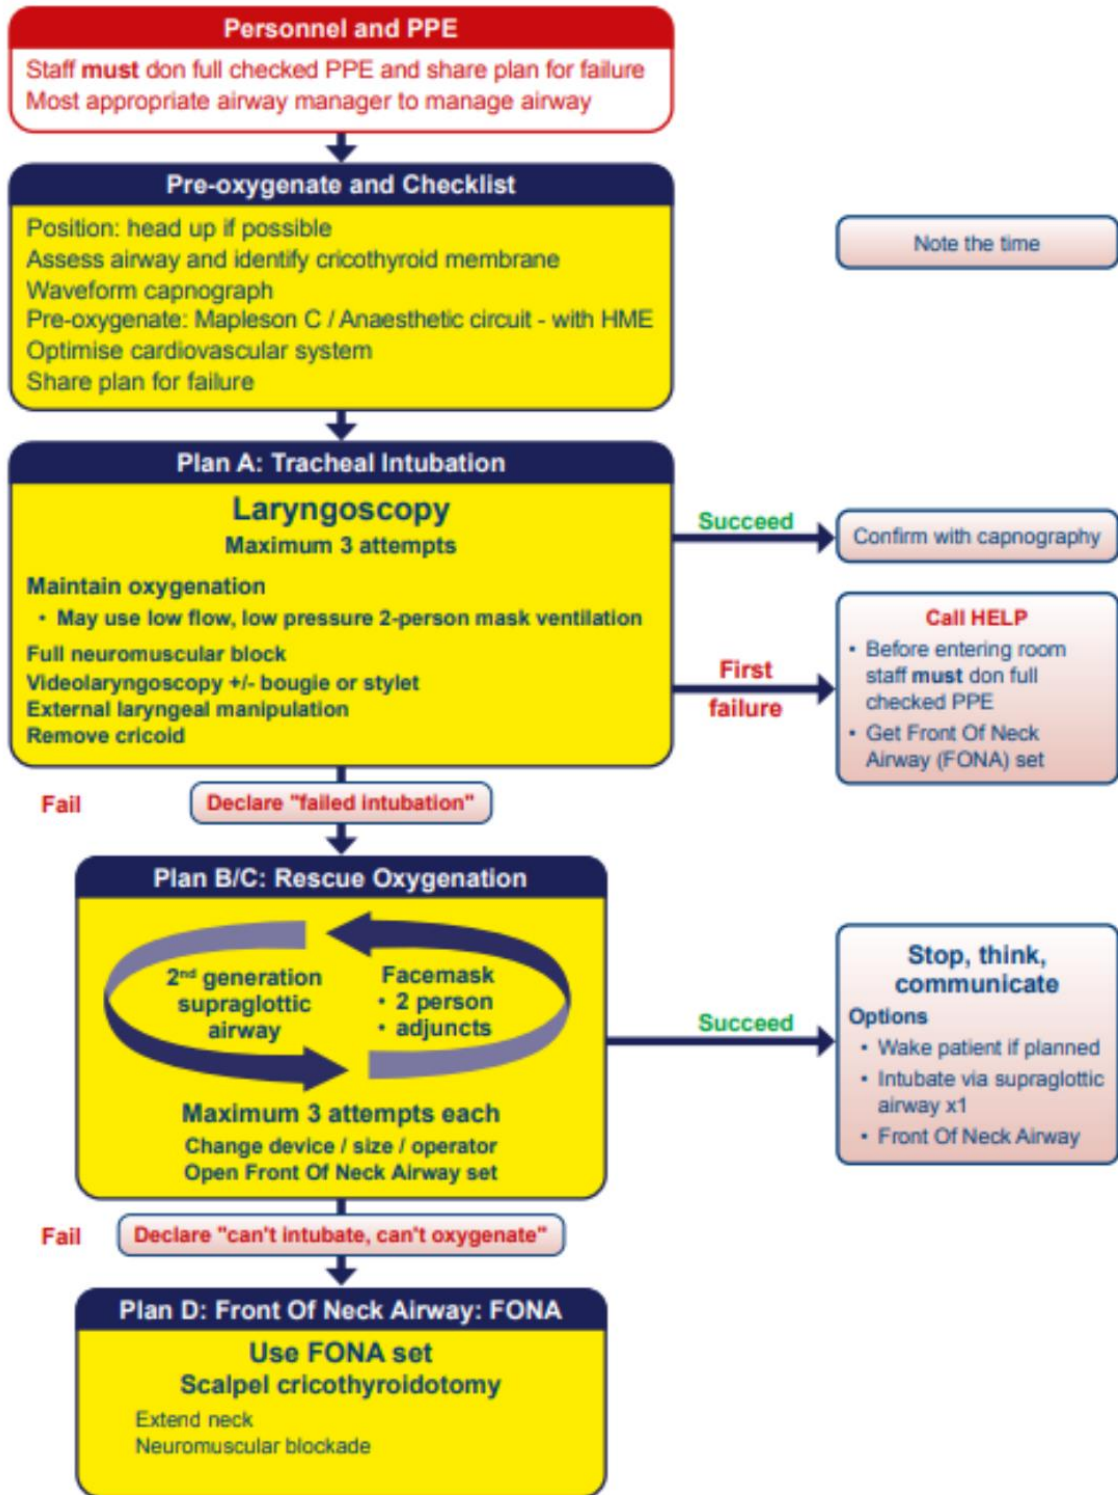 Personnel and PPE
Staff must don full checked PPE and share plan for failure
Most appropriate airway manager to manage airway
Pre-oxygenate and Checklist
Position: head up if possible
Assess airway and identify cricothyroid membrane
Waveform capnograph
Pre-oxygenate: Mapleson C / Anaesthetic circuit - with HME
Optimise cardiovascular system
Share plan for failure
Note the time
Plan A: Tracheal Intubation
Laryngoscopy
Maximum 3 attempts
Maintain oxygenation
• May use low flow, low pressure 2-person mask ventilation
Full neuromuscular block
Videolaryngoscopy +/- bougie or stylet
External laryngeal manipulation
Remove cricoid
Succeed
Confirm with capnography
First
failure
Call HELP
• Before entering room
staff must don full
checked PPE
• Get Front Of Neck
Airway (FONA) set
Fail
Declare "failed intubation"
Plan B/C: Rescue Oxygenation
2nd generation
supraglottic
airway
Facemask
• 2 person
• adjuncts
Maximum 3 attempts each
Change device / size / operator
Open Front Of Neck Airway set
Succeed
Stop, think,
communicate
Options
• Wake patient if planned
• Intubate via supraglottic
airway x1
• Front Of Neck Airway
Fail
Declare "can't intubate, can't oxygenate"
Plan D: Front Of Neck Airway: FONA
Use FONA set
Scalpel cricothyroidotomy
Extend neck
Neuromuscular blockade